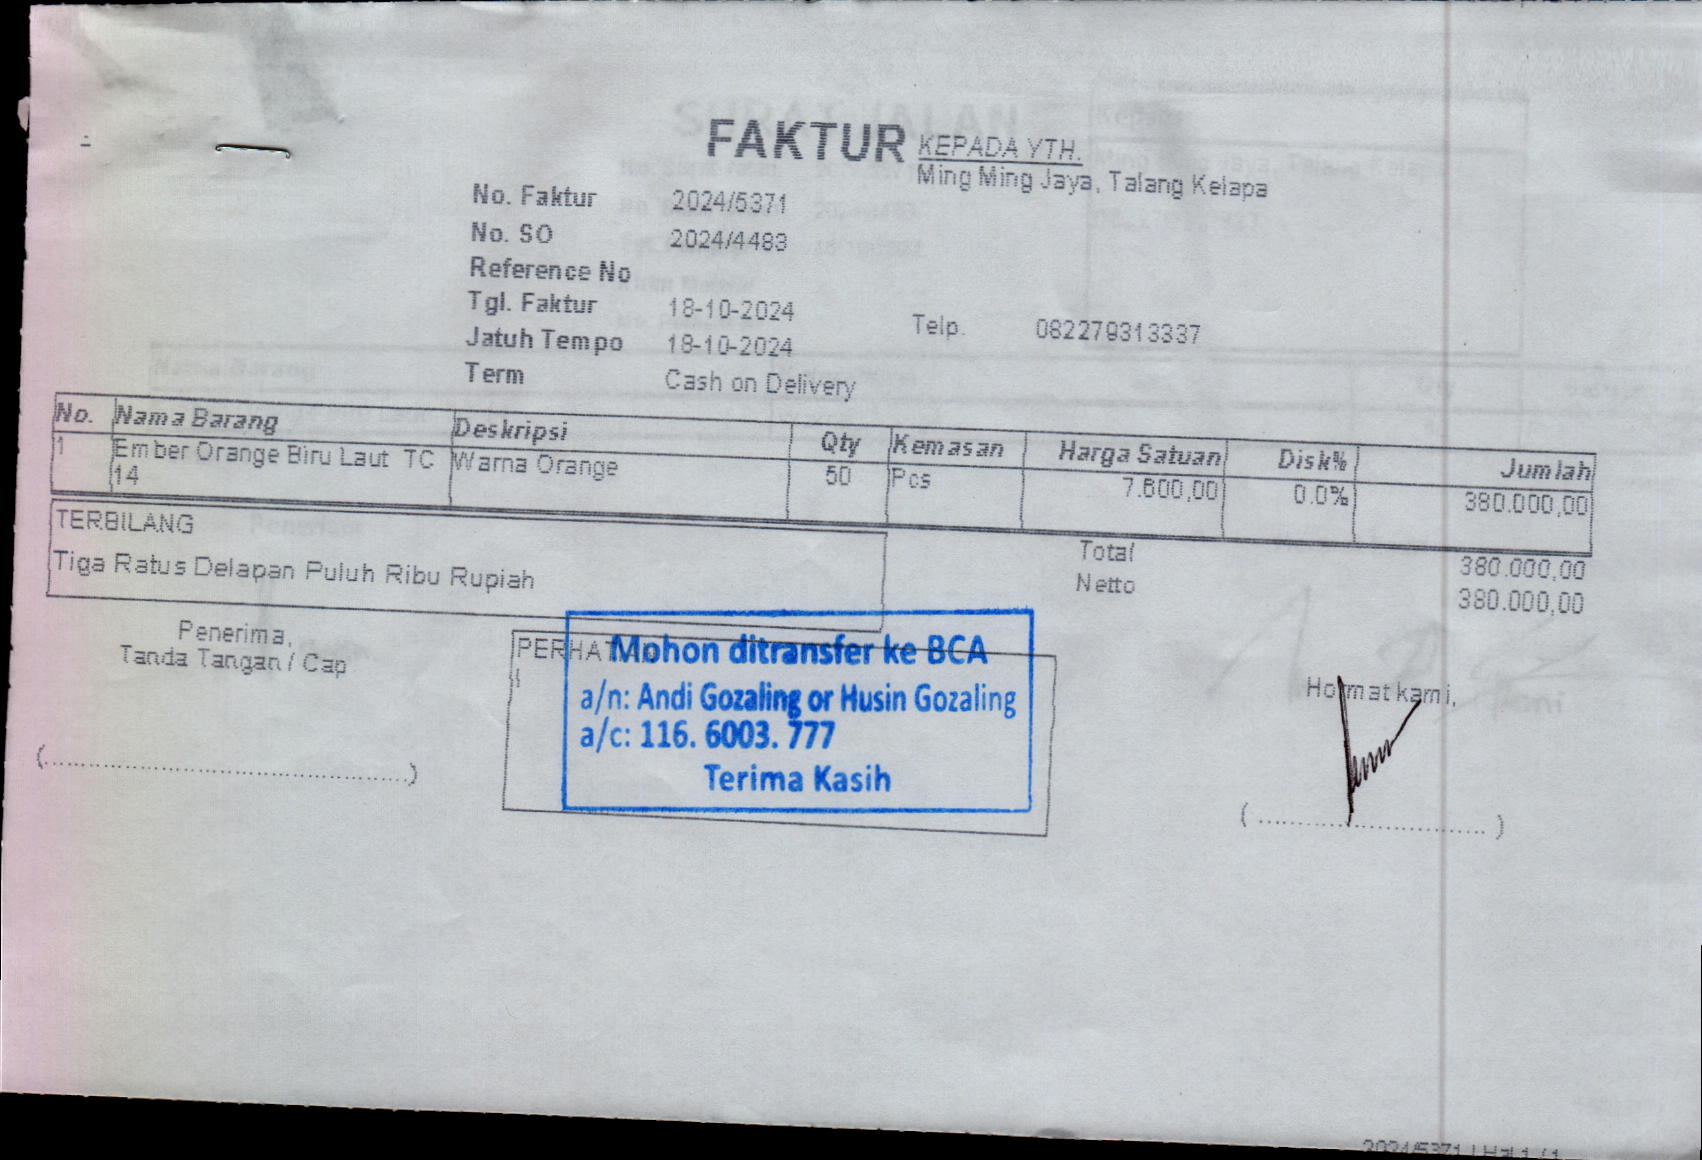 FAKTUR
KEPADA YTH.
Ming Ming Jaya, Talang Kelapa
No. Faktur 2024/5371
No. SO 2024/4483
Reference No
Tgl. Faktur 18-10-2024
Telp. 082279313337
Jatuh Tempo 18-10-2024
Term Cash on Delivery
No. Nama Barang Deskripsi Qty Kemasan Harga Satuan Disk% Jumlah
1 Ember Orange Biru Laut TC Warna Orange 50 Pcs 7.600,00 0.0% 380.000,00
14
TERBILANG
Tiga Ratus Delapan Puluh Ribu Rupiah
Total 380.000,00
Netto 380.000,00
Penerima,
Tanda Tangan / Cap
(...............................................)
Mohon ditransfer ke BCA
a/n: Andi Gozaling or Husin Gozaling
a/c: 116. 6003. 777
Terima Kasih
Hormat kami,
( ................................ )
2024/5371 | Hal 1 / 1